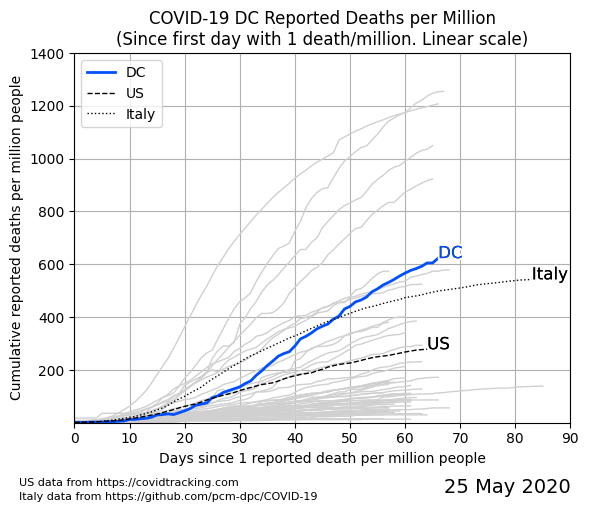 COVID-19 DC Reported Deaths per Million
(Since first day with 1 death/million. Linear scale)
Cumulative reported deaths per million people
1400
1200
1000
800
600
400
200
DC
US
Italy
DC
Italy
US
0 10 20 30 40 50 60 70 80 90
Days since 1 reported death per million people
US data from https://covidtracking.com
Italy data from https://github.com/pcm-dpc/COVID-19
25 May 2020